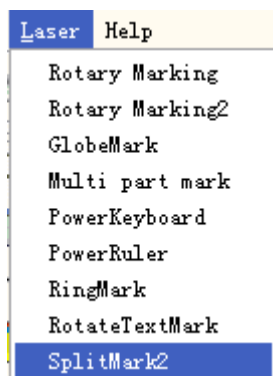 Laser Help
Rotary Marking
Rotary Marking2
GlobeMark
Multi part mark
PowerKeyboard
PowerRuler
RingMark
RotateTextMark
SplitMark2